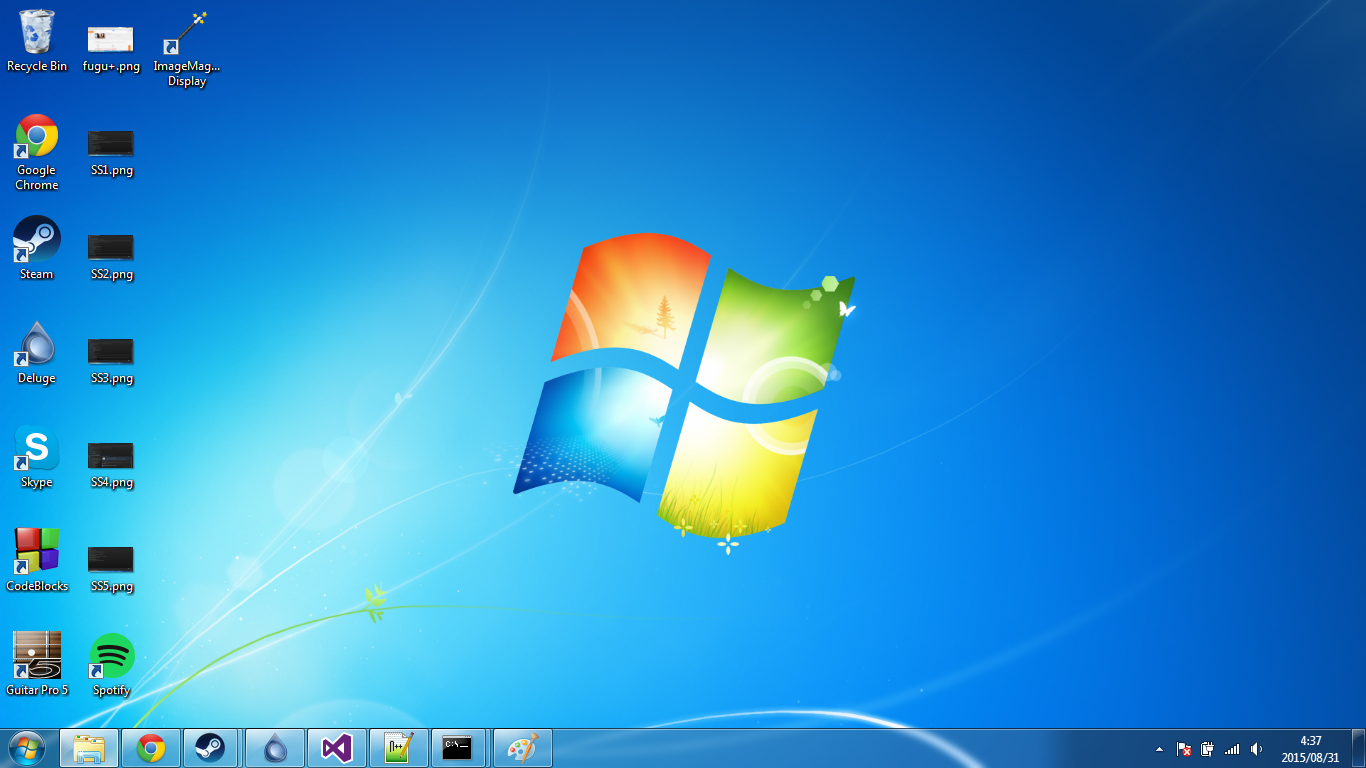 Recycle Bin
fugu+.png
ImageMag...
Display
Google
Chrome
SS1.png
Steam
SS2.png
Deluge
SS3.png
S
Skype
SS4.png
CodeBlocks
SS5.png
5
Guitar Pro 5
Spotify
n++
C:\_
4:37
2015/08/31